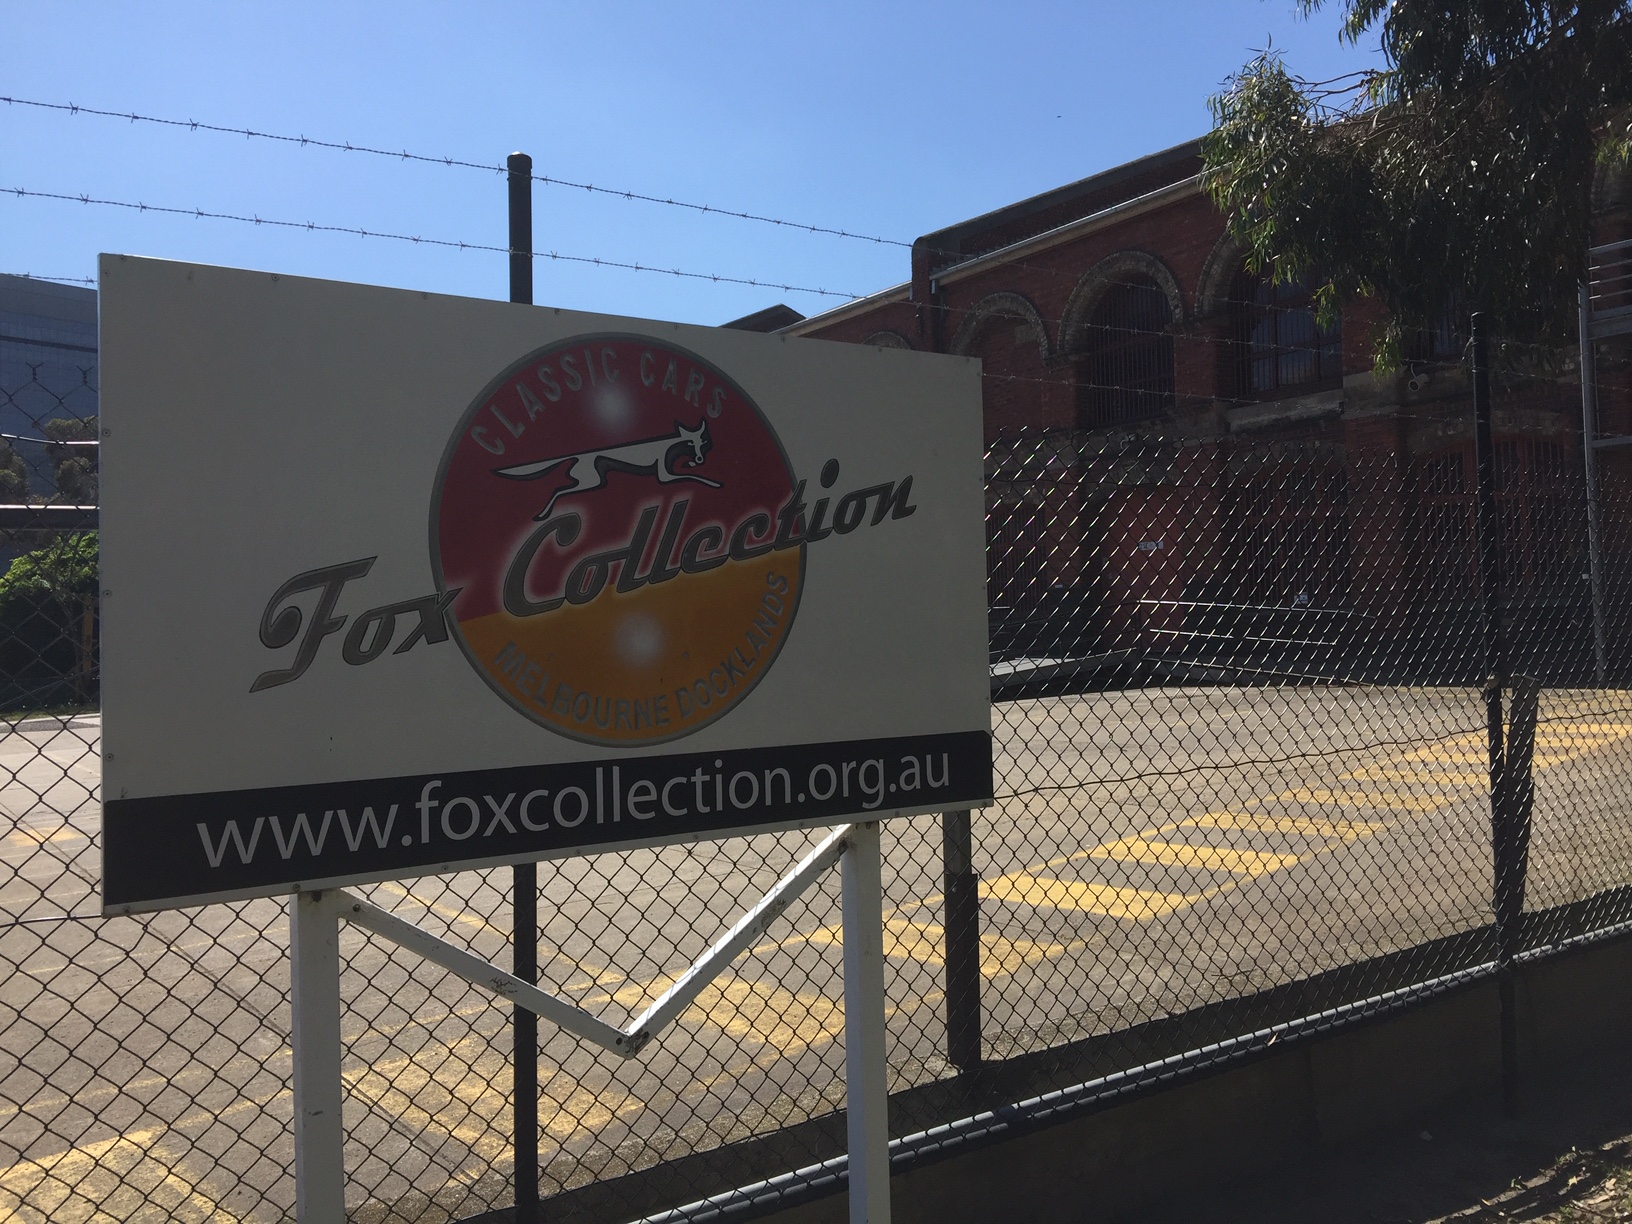 CLASSIC CARS
Fox Collection
MELBOURNE DOCKLANDS
www.foxcollection.org.au